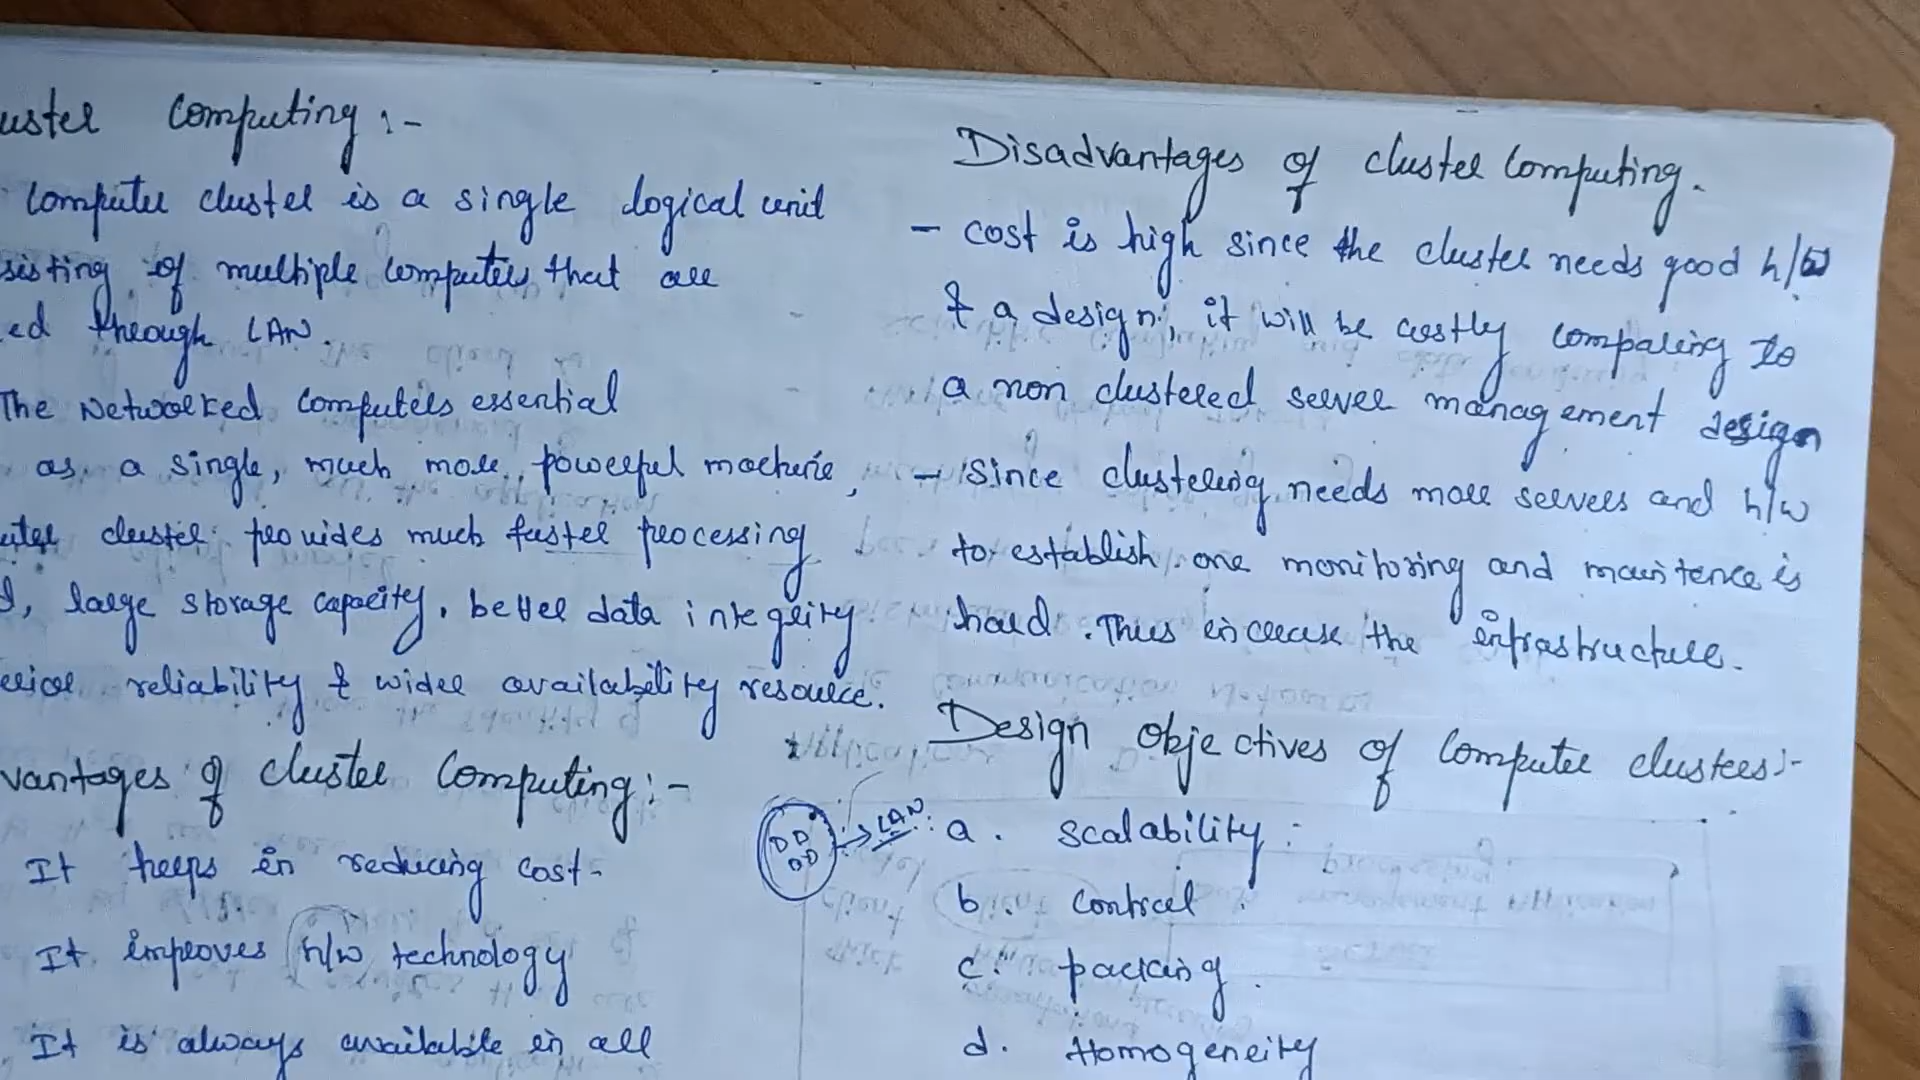 uster Computing :-
Computer cluster is a single logical unit
sisting of multiple computers that are
ed through LAN.
The Networked computers essential
as a single, much more powerful machine,
uter cluster provides much faster processing
d, large storage capacity, better data integrity
erior reliability & wider availability resource.
vantages of cluster Computing :-
It helps in reducing cost-
It improves h/w technology
It is always available in all
Disadvantages of cluster Computing.
- cost is high since the cluster needs good h/w
& a design, it will be costly comparing to
a non clustered server management design
- Since clustering needs more servers and h/w
to establish one monitoring and maintence is
hard. Thus increase the infrastructure.
Design objectives of Computer clusters :-
DD
DD
LAN
a. Scalability :
b. Control
c. packing
d. Homogeneity